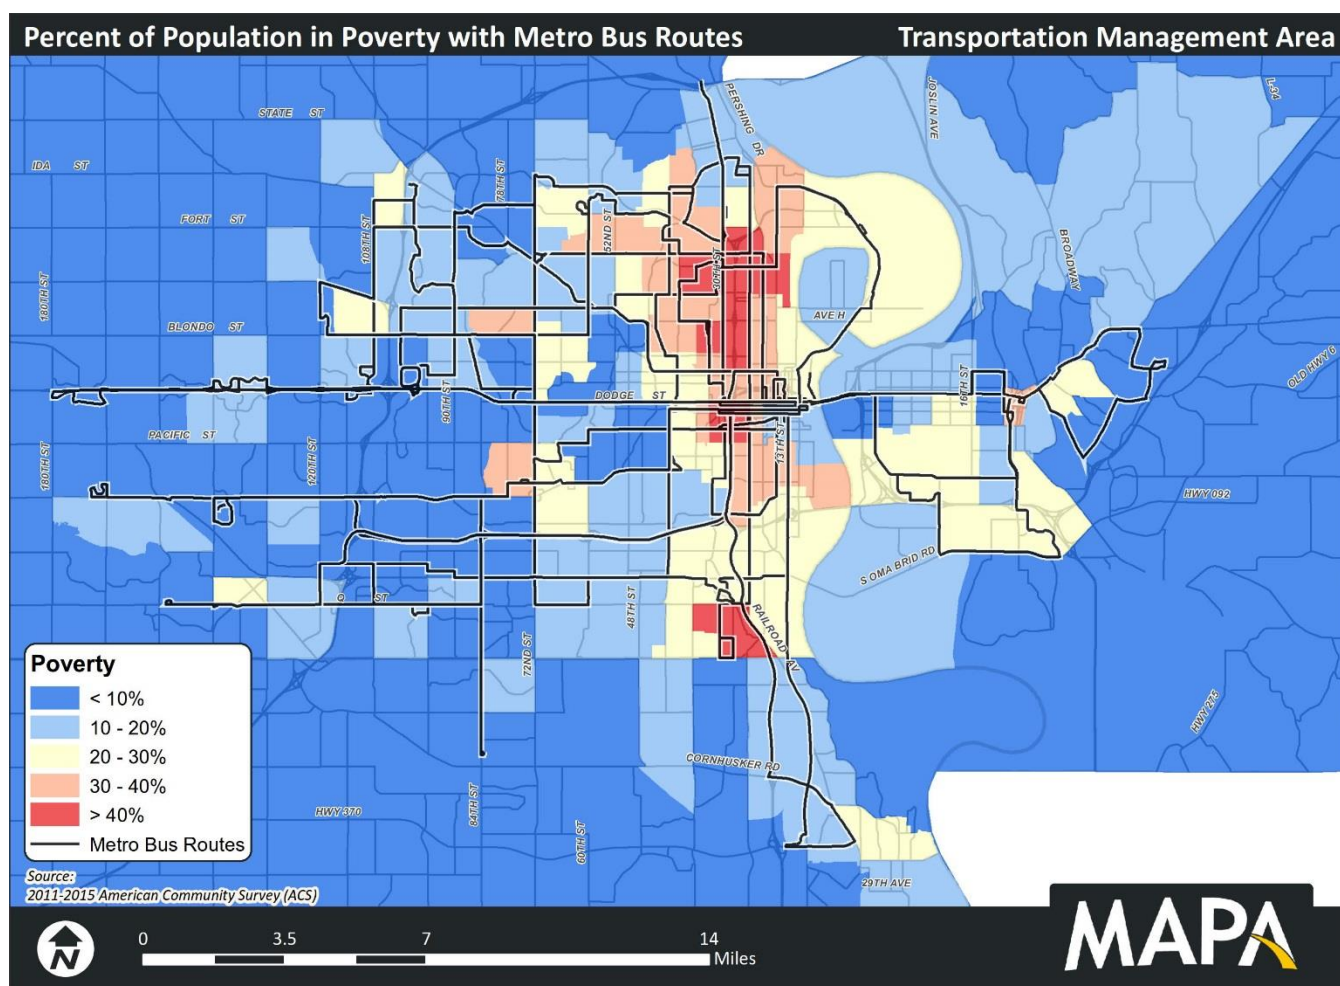 Percent of Population in Poverty with Metro Bus Routes
Transportation Management Area
STATE ST
PERSHING DR
JOSLIN AVE
L-34
IDA ST
78TH ST
FORT ST
108TH ST
52ND ST
30TH ST
BROADWAY
180TH ST
BLONDO ST
AVE H
OLD HWY 6
90TH ST
DODGE ST
16TH ST
PACIFIC ST
13TH ST
180TH ST
120TH ST
HWY 092
S OMA BRID RD
Q ST
48TH ST
RAILROAD AV
72ND ST
HWY 275
CORNHUSKER RD
HWY 370
84TH ST
60TH ST
29TH AVE
Poverty
< 10%
10 - 20%
20 - 30%
30 - 40%
> 40%
Metro Bus Routes
Source:
2011-2015 American Community Survey (ACS)
N
0 3.5 7 14
Miles
MAPA